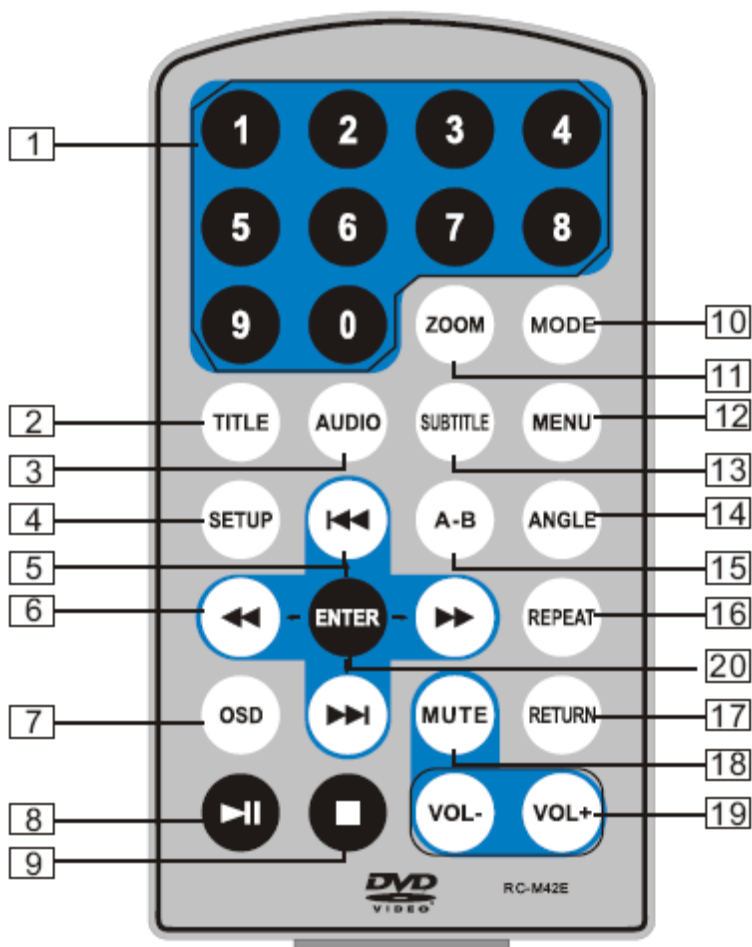 1 2 3 4
1
5 6 7 8
9 0 ZOOM MODE 10
11
2 TITLE AUDIO SUBTITLE MENU 12
3 13
4 SETUP A-B ANGLE 14
5 15
6 ENTER REPEAT 16
20
7 OSD MUTE RETURN 17
18
8 VOL- VOL+ 19
9
DVD VIDEO RC-M42E